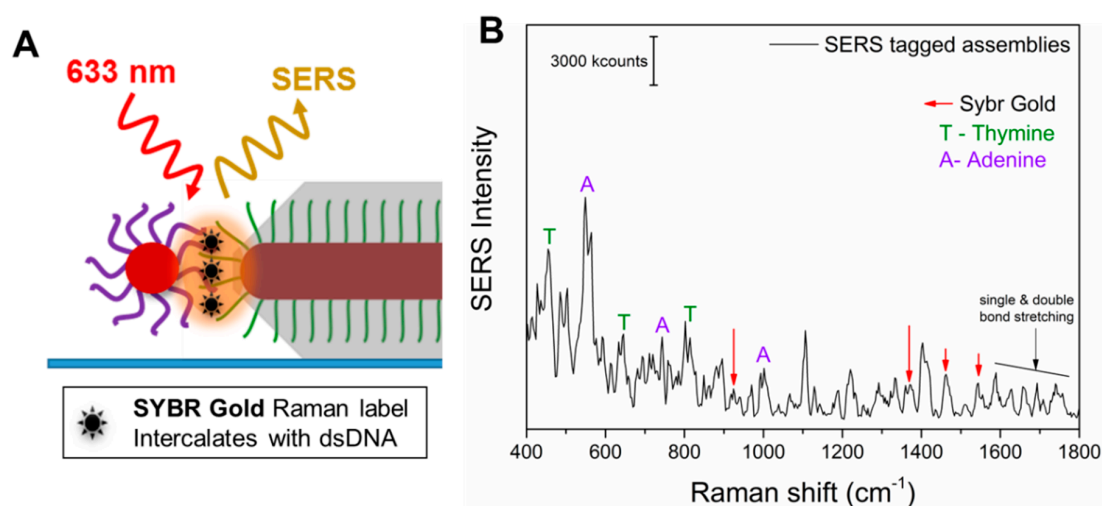 A
633 nm
SERS
SYBR Gold Raman label
Intercalates with dsDNA
B
3000 kcounts
SERS tagged assemblies
Sybr Gold
T - Thymine
A- Adenine
A
T
T
A
T
A
single & double
bond stretching
SERS Intensity
400 600 800 1000 1200 1400 1600 1800
Raman shift (cm⁻¹)